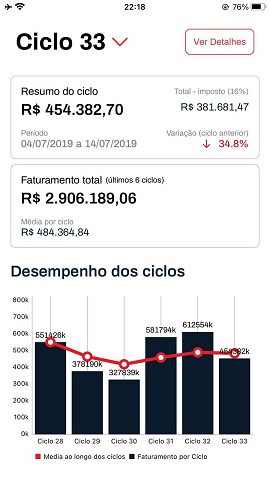 22:18
76%
Ciclo 33
Ver Detalhes
Resumo do ciclo
Total - imposto (16%)
R$ 454.382,70
R$ 381.681,47
Período
Variação (ciclo anterior)
04/07/2019 a 14/07/2019
34.8%
Faturamento total (últimos 6 ciclos)
R$ 2.906.189,06
Média por ciclo
R$ 484.364,84
Desempenho dos ciclos
800k
700k
600k
500k
400k
300k
200k
100k
0k
551426k
378190k
327839k
581794k
612554k
454382k
Ciclo 28 Ciclo 29 Ciclo 30 Ciclo 31 Ciclo 32 Ciclo 33
Media ao longo dos ciclos Faturamento por Ciclo